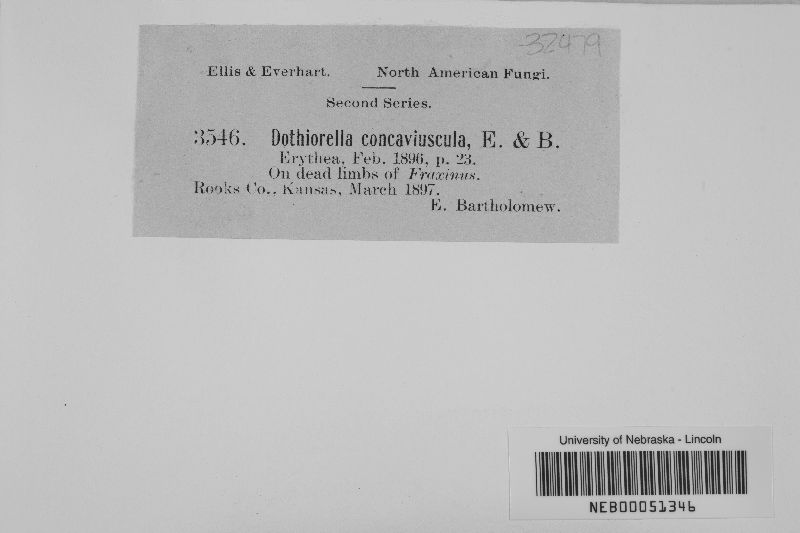 32479
Ellis & Everhart. North American Fungi.
Second Series.
3546. Dothiorella concaviuscula, E. & B.
Erythea, Feb. 1896, p. 23.
On dead limbs of Fraxinus.
Rooks Co., Kansas, March 1897.
E. Bartholomew.
University of Nebraska - Lincoln
NEB00051346